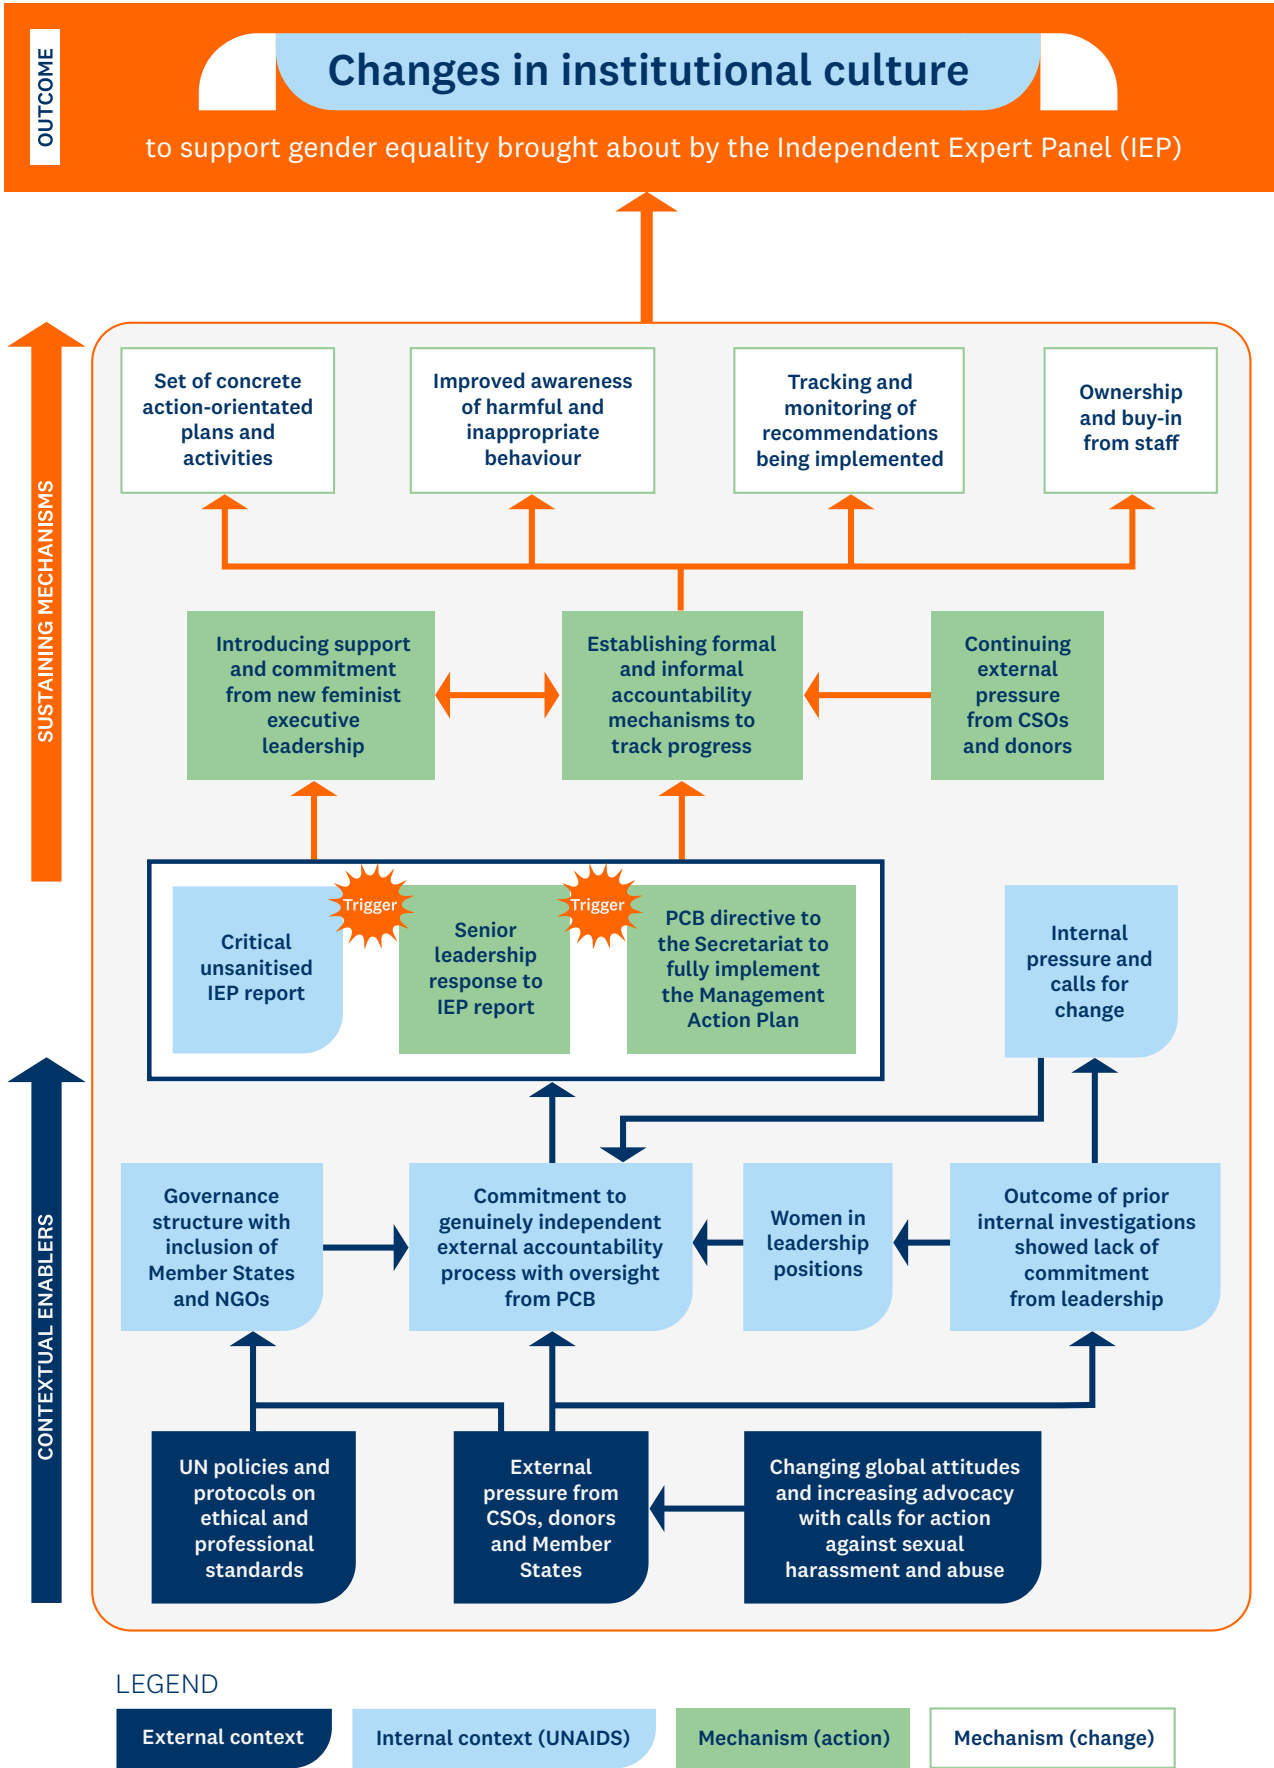 OUTCOME
Changes in institutional culture
to support gender equality brought about by the Independent Expert Panel (IEP)
SUSTAINING MECHANISMS
Set of concrete
action-orientated
plans and
activities
Improved awareness
of harmful and
inappropriate
behaviour
Tracking and
monitoring of
recommendations
being implemented
Ownership
and buy-in
from staff
Introducing support
and commitment
from new feminist
executive
leadership
Establishing formal
and informal
accountability
mechanisms to
track progress
Continuing
external
pressure
from CSOs
and donors
Critical
unsanitised
IEP report
Trigger
Senior
leadership
response to
IEP report
Trigger
PCB directive to
the Secretariat to
fully implement
the Management
Action Plan
Internal
pressure and
calls for
change
CONTEXTUAL ENABLERS
Governance
structure with
inclusion of
Member States
and NGOs
Commitment to
genuinely independent
external accountability
process with oversight
from PCB
Women in
leadership
positions
Outcome of prior
internal investigations
showed lack of
commitment
from leadership
UN policies and
protocols on
ethical and
professional
standards
External
pressure from
CSOs, donors
and Member
States
Changing global attitudes
and increasing advocacy
with calls for action
against sexual
harassment and abuse
LEGEND
External context
Internal context (UNAIDS)
Mechanism (action)
Mechanism (change)